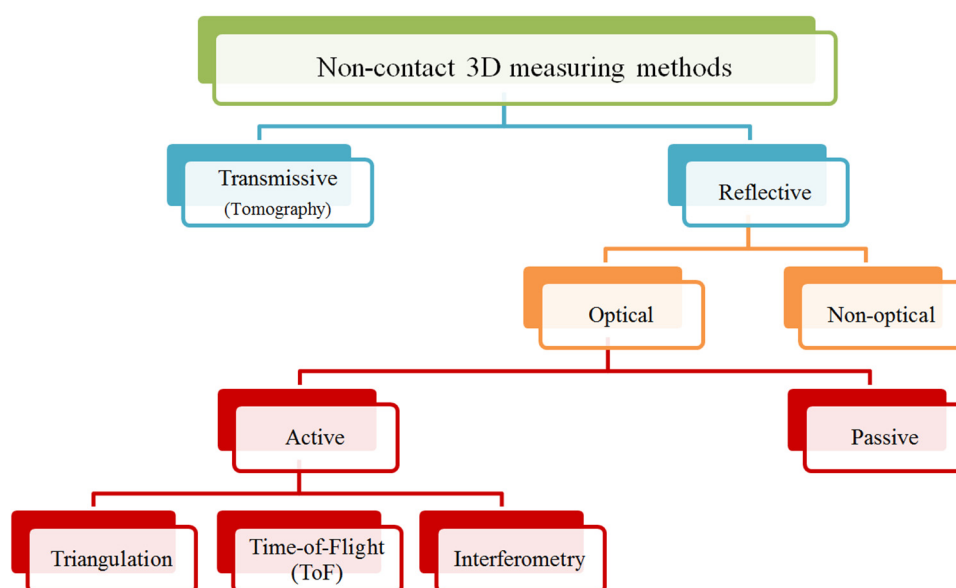 Non-contact 3D measuring methods
Transmissive
(Tomography)
Reflective
Optical
Non-optical
Active
Passive
Triangulation
Time-of-Flight
(ToF)
Interferometry